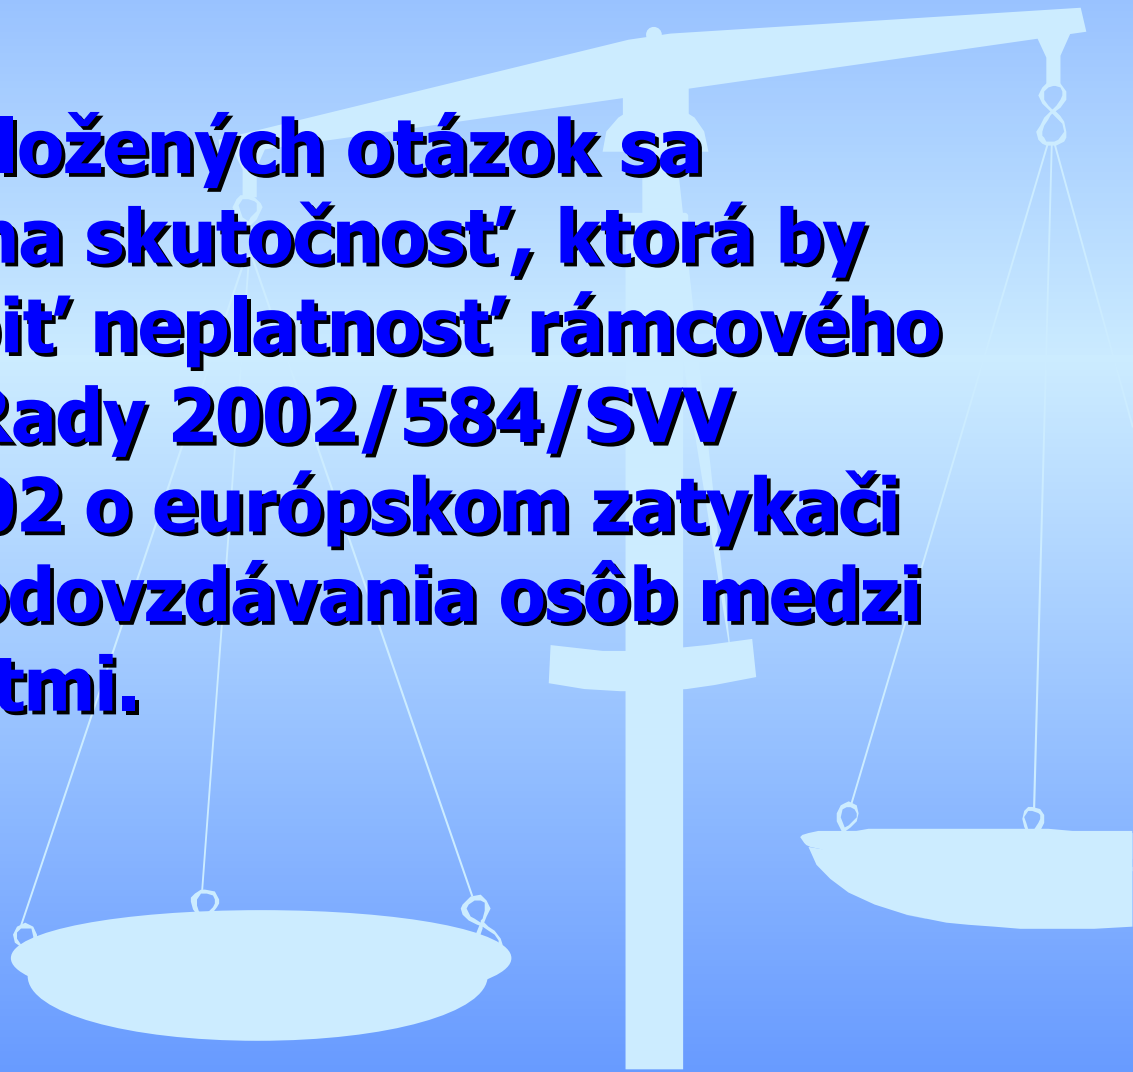 ložených otázok sa
na skutočnosť, ktorá by
biť neplatnosť rámcového
Rady 2002/584/SVV
02 o európskom zatykači
odovzdávania osôb medzi
tmi.